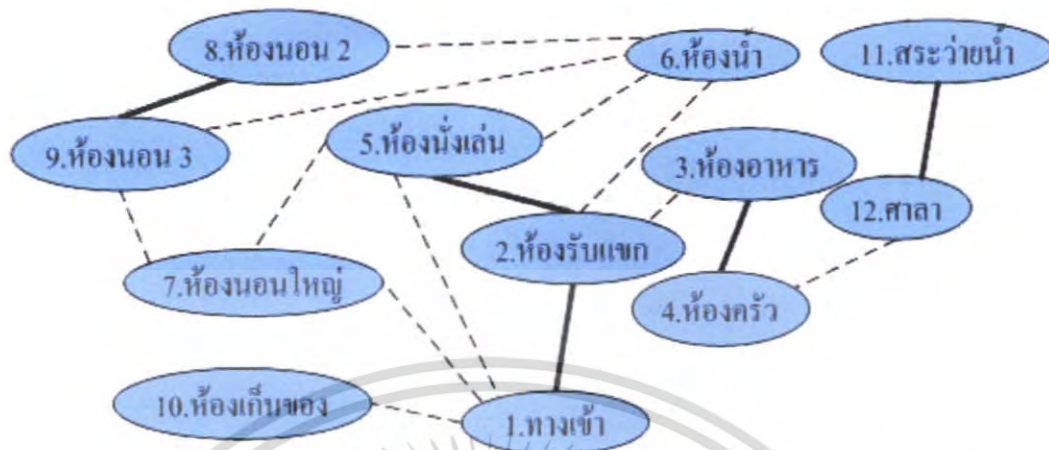 8.ห้องนอน 2
6.ห้องน้ำ
11.สระว่ายน้ำ
9.ห้องนอน 3
5.ห้องนั่งเล่น
3.ห้องอาหาร
12.ศาลา
2.ห้องรับแขก
7.ห้องนอนใหญ่
4.ห้องครัว
10.ห้องเก็บของ
1.ทางเข้า